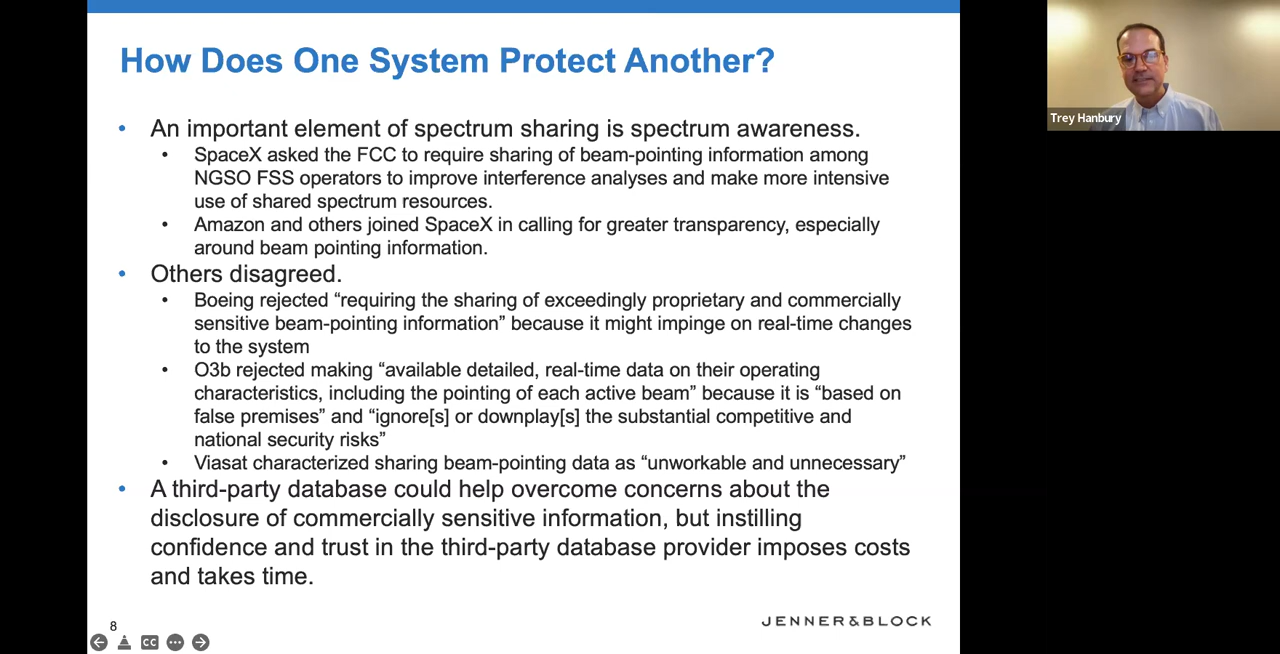 How Does One System Protect Another?
• An important element of spectrum sharing is spectrum awareness.
• SpaceX asked the FCC to require sharing of beam-pointing information among
NGSO FSS operators to improve interference analyses and make more intensive
use of shared spectrum resources.
• Amazon and others joined SpaceX in calling for greater transparency, especially
around beam pointing information.
• Others disagreed.
• Boeing rejected “requiring the sharing of exceedingly proprietary and commercially
sensitive beam-pointing information” because it might impinge on real-time changes
to the system
• O3b rejected making “available detailed, real-time data on their operating
characteristics, including the pointing of each active beam” because it is “based on
false premises” and “ignore[s] or downplay[s] the substantial competitive and
national security risks”
• Viasat characterized sharing beam-pointing data as “unworkable and unnecessary”
• A third-party database could help overcome concerns about the
disclosure of commercially sensitive information, but instilling
confidence and trust in the third-party database provider imposes costs
and takes time.
8
JENNER&BLOCK
CC
Trey Hanbury